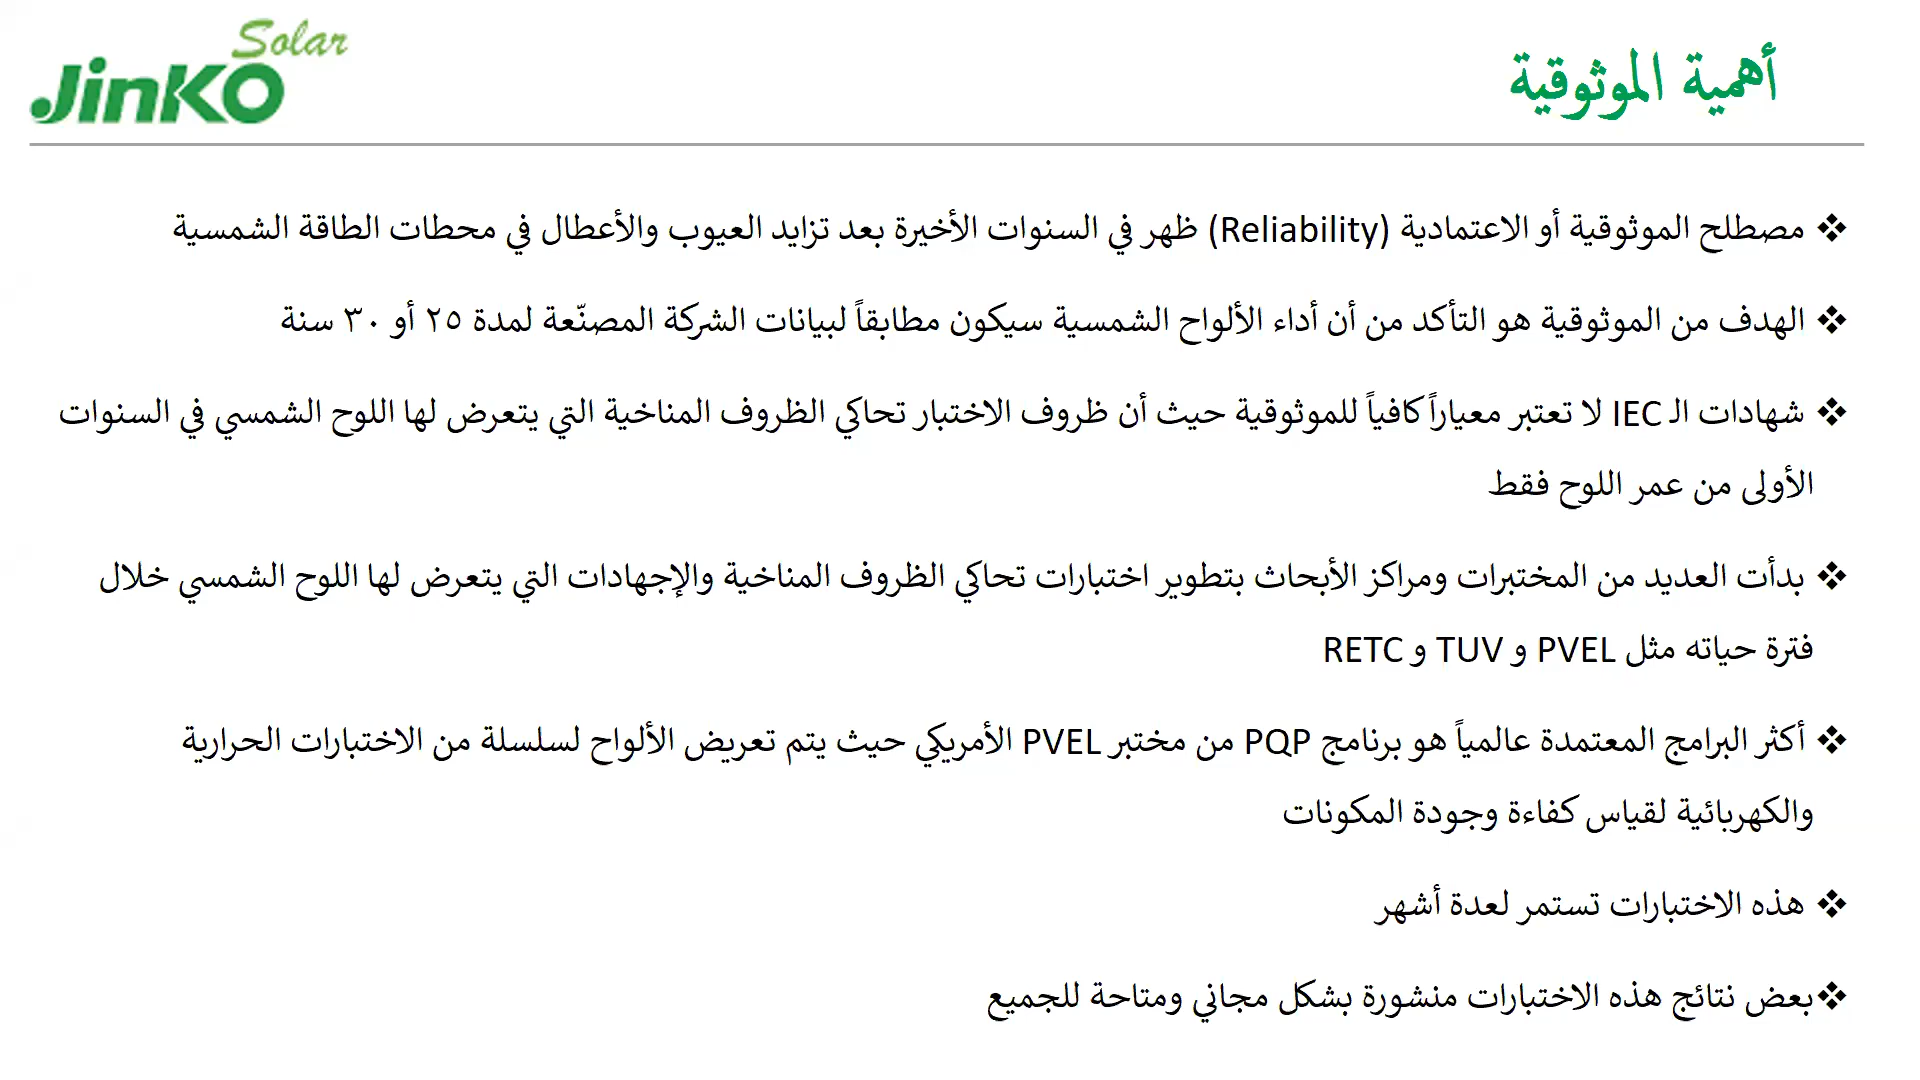 Jinko Solar
أهمية الموثوقية
❖ مصطلح الموثوقية أو الاعتمادية (Reliability) ظهر في السنوات الأخيرة بعد تزايد العيوب والأعطال في محطات الطاقة الشمسية
❖ الهدف من الموثوقية هو التأكد من أن أداء الألواح الشمسية سيكون مطابقاً لبيانات الشركة المصنّعة لمدة ٢٥ أو ٣٠ سنة
❖ شهادات الـ IEC لا تعتبر معياراً كافياً للموثوقية حيث أن ظروف الاختبار تحاكي الظروف المناخية التي يتعرض لها اللوح الشمسي في السنوات
الأولى من عمر اللوح فقط
❖ بدأت العديد من المختبرات ومراكز الأبحاث بتطوير اختبارات تحاكي الظروف المناخية والإجهادات التي يتعرض لها اللوح الشمسي خلال
فترة حياته مثل PVEL و TUV و RETC
❖ أكثر البرامج المعتمدة عالمياً هو برنامج PQP من مختبر PVEL الأمريكي حيث يتم تعريض الألواح لسلسلة من الاختبارات الحرارية
والكهربائية لقياس كفاءة وجودة المكونات
❖ هذه الاختبارات تستمر لعدة أشهر
❖ بعض نتائج هذه الاختبارات منشورة بشكل مجاني ومتاحة للجميع